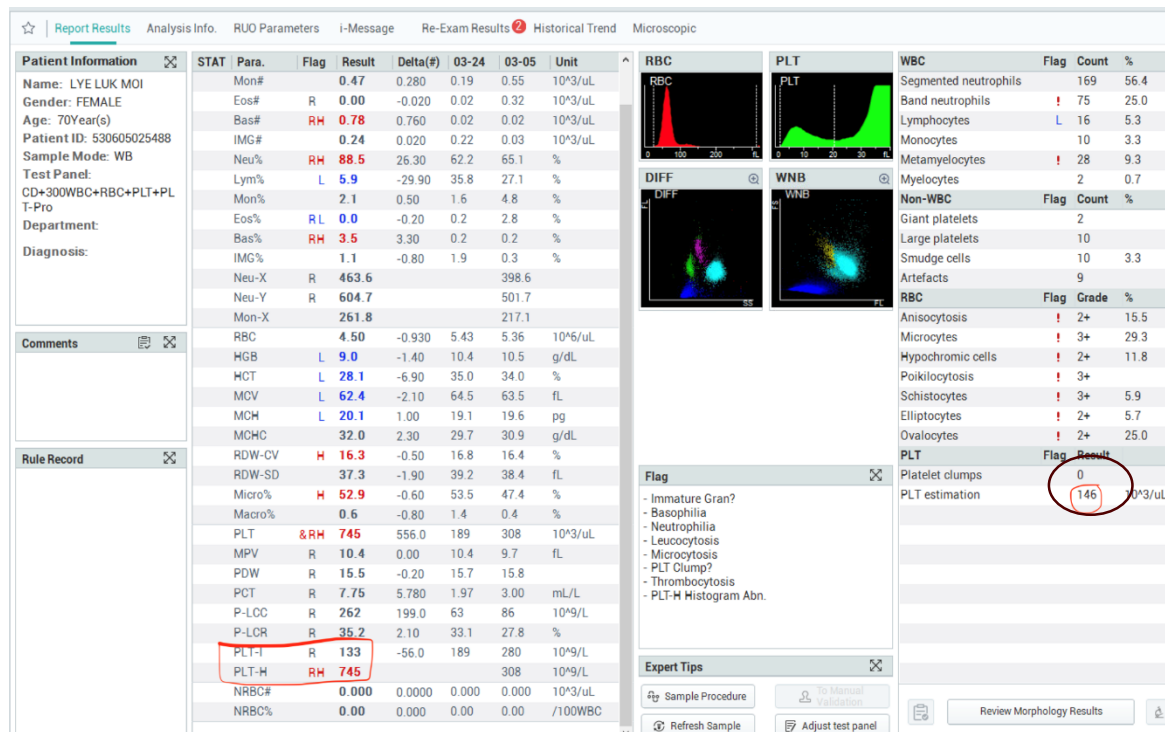 ☆ Report Results Analysis Info. RUO Parameters i-Message Re-Exam Results 2 Historical Trend Microscopic
Patient Information
Name: LYE LUK MOI
Gender: FEMALE
Age: 70Year(s)
Patient ID: 530605025488
Sample Mode: WB
Test Panel:
CD+300WBC+RBC+PLT+PL
T-Pro
Department:
Diagnosis:
Comments
Rule Record
STAT Para. Flag Result Delta(#) 03-24 03-05 Unit
Mon# 0.47 0.280 0.19 0.55 10^3/uL
Eos# R 0.00 -0.020 0.02 0.32 10^3/uL
Bas# RH 0.78 0.760 0.02 0.02 10^3/uL
IMG# 0.24 0.020 0.22 0.03 10^3/uL
Neu% RH 88.5 26.30 62.2 65.1 %
Lym% L 5.9 -29.90 35.8 27.1 %
Mon% 2.1 0.50 1.6 4.8 %
Eos% RL 0.0 -0.20 0.2 2.8 %
Bas% RH 3.5 3.30 0.2 0.2 %
IMG% 1.1 -0.80 1.9 0.3 %
Neu-X R 463.6 398.6
Neu-Y R 604.7 501.7
Mon-X 261.8 217.1
RBC 4.50 -0.930 5.43 5.36 10^6/uL
HGB L 9.0 -1.40 10.4 10.5 g/dL
HCT L 28.1 -6.90 35.0 34.0 %
MCV L 62.4 -2.10 64.5 63.5 fL
MCH L 20.1 1.00 19.1 19.6 pg
MCHC 32.0 2.30 29.7 30.9 g/dL
RDW-CV H 16.3 -0.50 16.8 16.4 %
RDW-SD 37.3 -1.90 39.2 38.4 fL
Micro% H 52.9 -0.60 53.5 47.4 %
Macro% 0.6 -0.80 1.4 0.4 %
PLT &RH 745 556.0 189 308 10^3/uL
MPV R 10.4 0.00 10.4 9.7 fL
PDW R 15.5 -0.20 15.7 15.8
PCT R 7.75 5.780 1.97 3.00 mL/L
P-LCC R 262 199.0 63 86 10^9/L
P-LCR R 35.2 2.10 33.1 27.8 %
PLT-I R 133 -56.0 189 280 10^9/L
PLT-H RH 745 308 10^9/L
NRBC# 0.000 0.0000 0.000 0.000 10^3/uL
NRBC% 0.00 0.000 0.00 0.00 /100WBC
RBC
RBC
0 100 200 fL
PLT
PLT
0 10 20 30 fL
DIFF
DIFF
FL
SS
WNB
WNB
FS
FL
Flag
- Immature Gran?
- Basophilia
- Neutrophilia
- Leucocytosis
- Microcytosis
- PLT Clump?
- Thrombocytosis
- PLT-H Histogram Abn.
Expert Tips
Sample Procedure
To Manual
Validation
Refresh Sample
Adjust test panel
WBC Flag Count %
Segmented neutrophils 169 56.4
Band neutrophils ! 75 25.0
Lymphocytes L 16 5.3
Monocytes 10 3.3
Metamyelocytes ! 28 9.3
Myelocytes 2 0.7
Non-WBC Flag Count %
Giant platelets 2
Large platelets 10
Smudge cells 10 3.3
Artefacts 9
RBC Flag Grade %
Anisocytosis ! 2+ 15.5
Microcytes ! 3+ 29.3
Hypochromic cells ! 2+ 11.8
Poikilocytosis ! 3+
Schistocytes ! 3+ 5.9
Elliptocytes ! 2+ 5.7
Ovalocytes ! 2+ 25.0
PLT Flag Result
Platelet clumps 0
PLT estimation 146 10^3/uL
Review Morphology Results